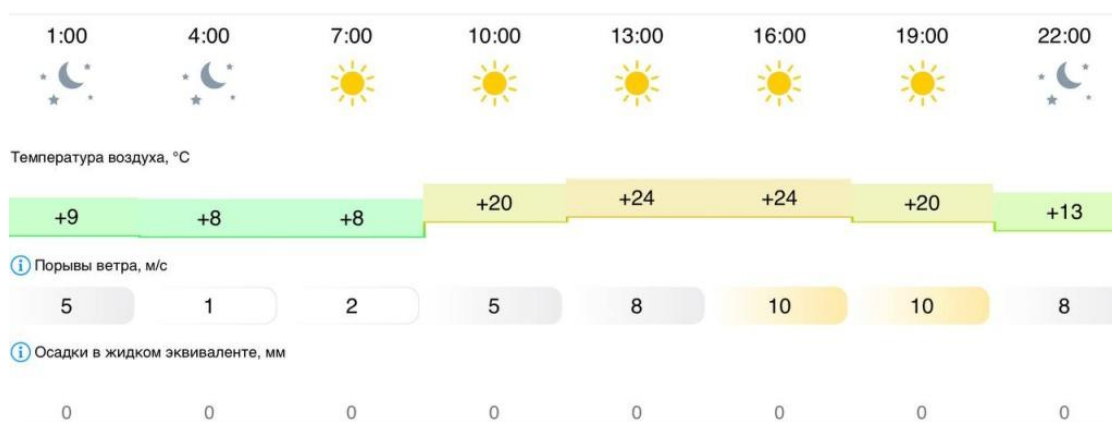 1:00 4:00 7:00 10:00 13:00 16:00 19:00 22:00
Температура воздуха, °C
+9 +8 +8 +20 +24 +24 +20 +13
Порывы ветра, м/с
5 1 2 5 8 10 10 8
Осадки в жидком эквиваленте, мм
0 0 0 0 0 0 0 0